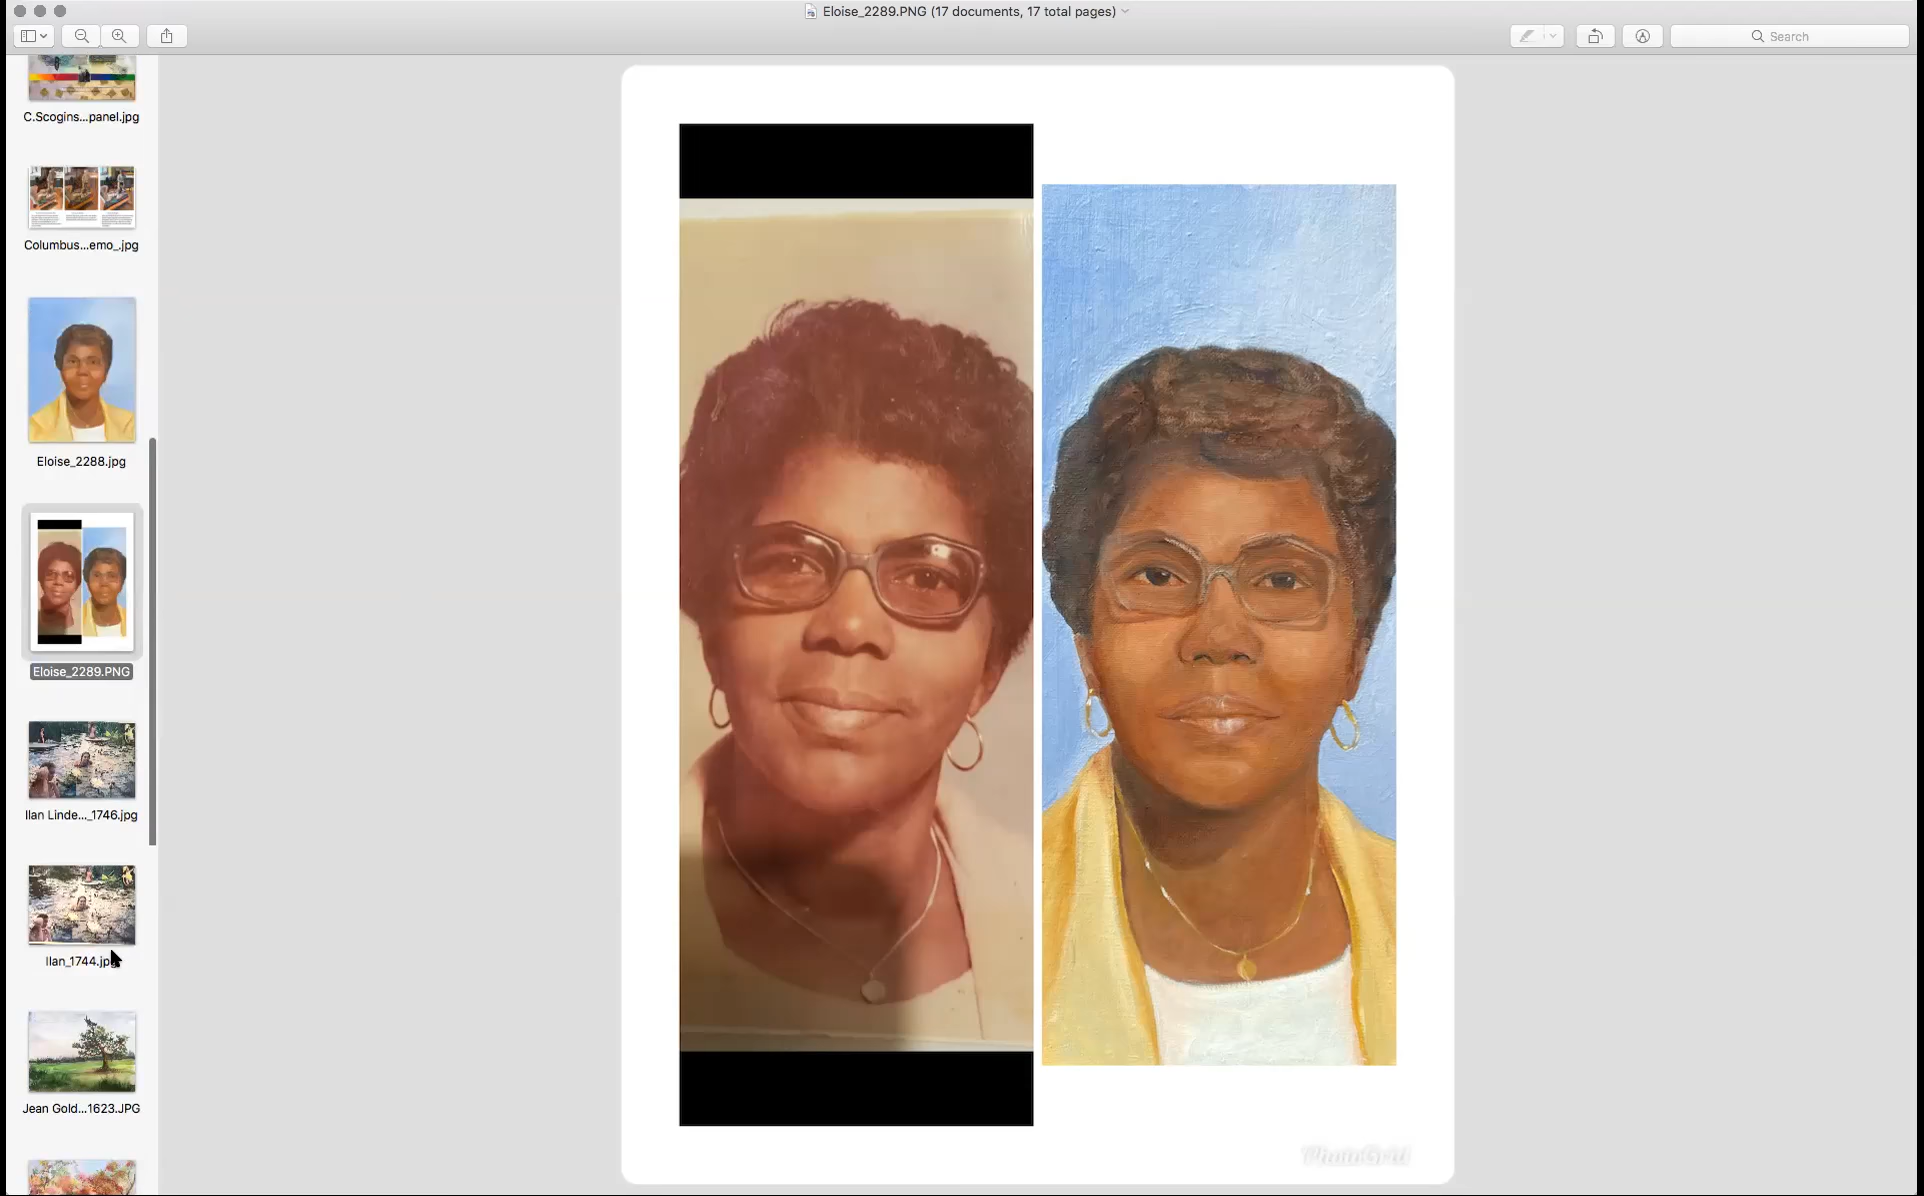 Eloise_2289.PNG (17 documents, 17 total pages)
Search
C.Scogins...panel.jpg
Columbus...emo_.jpg
Eloise_2288.jpg
Eloise_2289.PNG
Ilan Linde..._1746.jpg
Ilan_1744.jpg
Jean Gold...1623.JPG
PhotoGrid